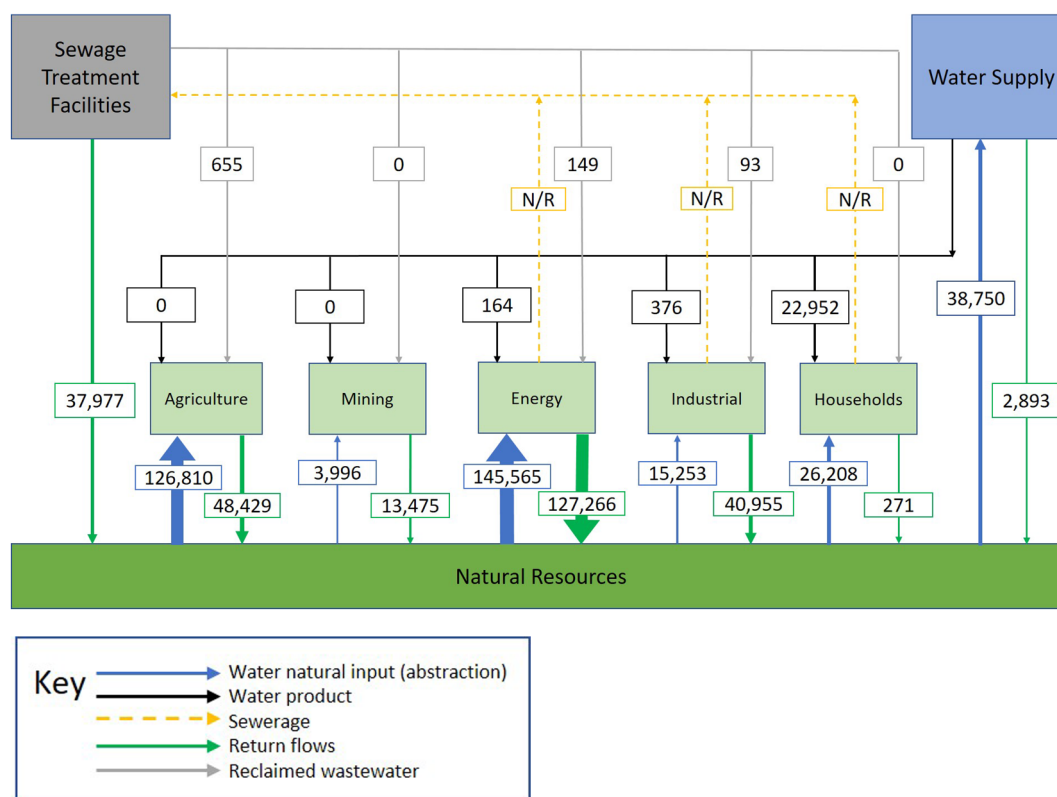 Sewage
Treatment
Facilities
Water Supply
655
0
149
93
0
N/R
N/R
N/R
0
0
164
376
22,952
38,750
37,977
2,893
Agriculture
Mining
Energy
Industrial
Households
126,810
48,429
3,996
13,475
145,565
127,266
15,253
40,955
26,208
271
Natural Resources
Key
Water natural input (abstraction)
Water product
Sewerage
Return flows
Reclaimed wastewater